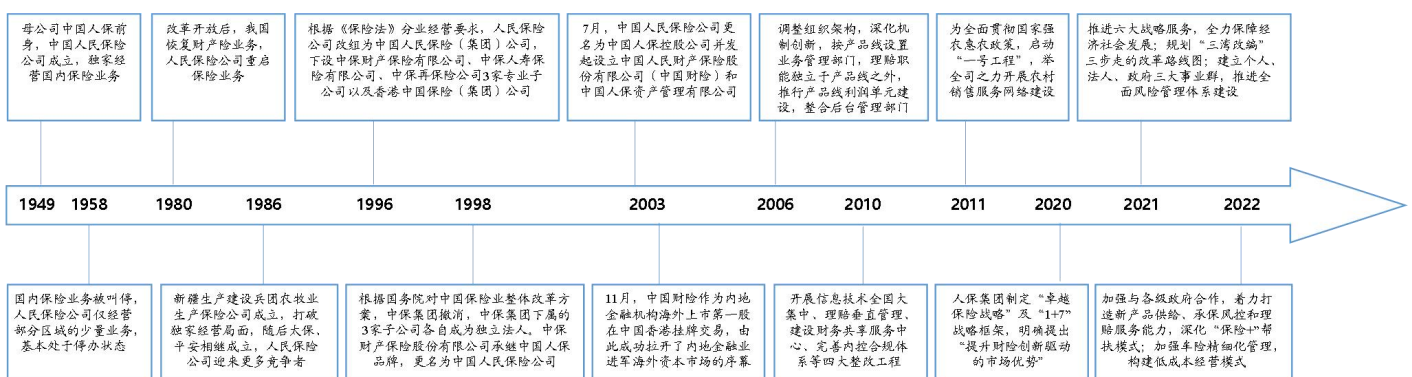 母公司中国人保前
身，中国人民保险
公司成立，独家经
营国内保险业务
改革开放后，我国
恢复财产险业务，
人民保险公司重启
保险业务
根据《保险法》分业经营要求，人民保险
公司改组为中国人民保险（集团）公司，
下设中保财产保险有限公司、中保人寿保
险有限公司、中保再保险公司3家专业子
公司以及香港中国保险（集团）公司
7月，中国人民保险公司更
名为中国人保控股公司并发
起设立中国人民财产保险股
份有限公司（中国财险）和
中国人保资产管理有限公司
调整组织架构，深化机
制创新，按产品线设置
业务管理部门，理赔职
能独立于产品线之外，
推行产品线利润单元建
设，整合后台管理部门
为全面贯彻国家强
农惠农政策，启动
“一号工程”，举
全司之力开展农村
销售服务网络建设
推进六大战略服务，全力保障经
济社会发展；规划“三湾改编”
三步走的改革路线图；建立个人、
法人、政府三大事业群，推进全
面风险管理体系建设
1949 1958 1980 1986 1996 1998 2003 2006 2010 2011 2020 2021 2022
国内保险业务被叫停，
人民保险公司仅经营
部分区域的少量业务，
基本处于停办状态
新疆生产建设兵团农牧业
生产保险公司成立，打破
独家经营局面，随后太保、
平安相继成立，人民保险
公司迎来更多竞争者
根据国务院对中国保险业整体改革方
案，中保集团撤消，中保集团下属的
3家子公司各自成为独立法人。中保
财产保险股份有限公司承继中国人保
品牌，更名为中国人民保险公司
11月，中国财险作为内地
金融机构海外上市第一股
在中国香港挂牌交易，由
此成功拉开了内地金融业
进军海外资本市场的序幕
开展信息技术全国大
集中、理赔垂直管理、
建设财务共享服务中
心、完善内控合规体
系等四大整改工程
人保集团制定“卓越
保险战略”及“1+7”
战略框架，明确提出
“提升财险创新驱动
的市场优势”
加强与各级政府合作，着力打
造新产品供给、承保风控和理
赔服务能力，深化“保险+”帮
扶模式；加强车险精细化管理，
构建低成本经营模式